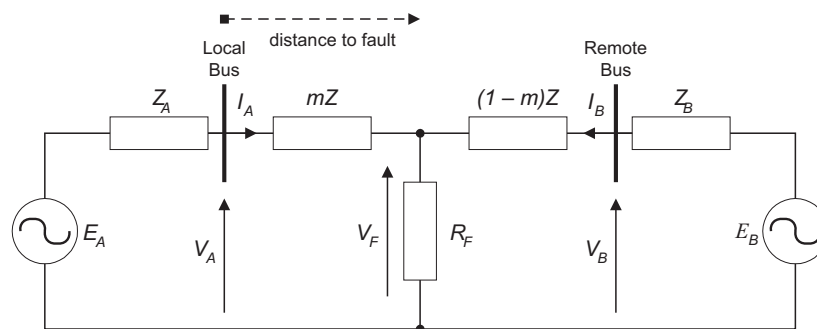 distance to fault
Local
Bus
Remote
Bus
Z_A
I_A
mZ
(1 – m)Z
I_B
Z_B
E_A
V_A
V_F
R_F
V_B
E_B